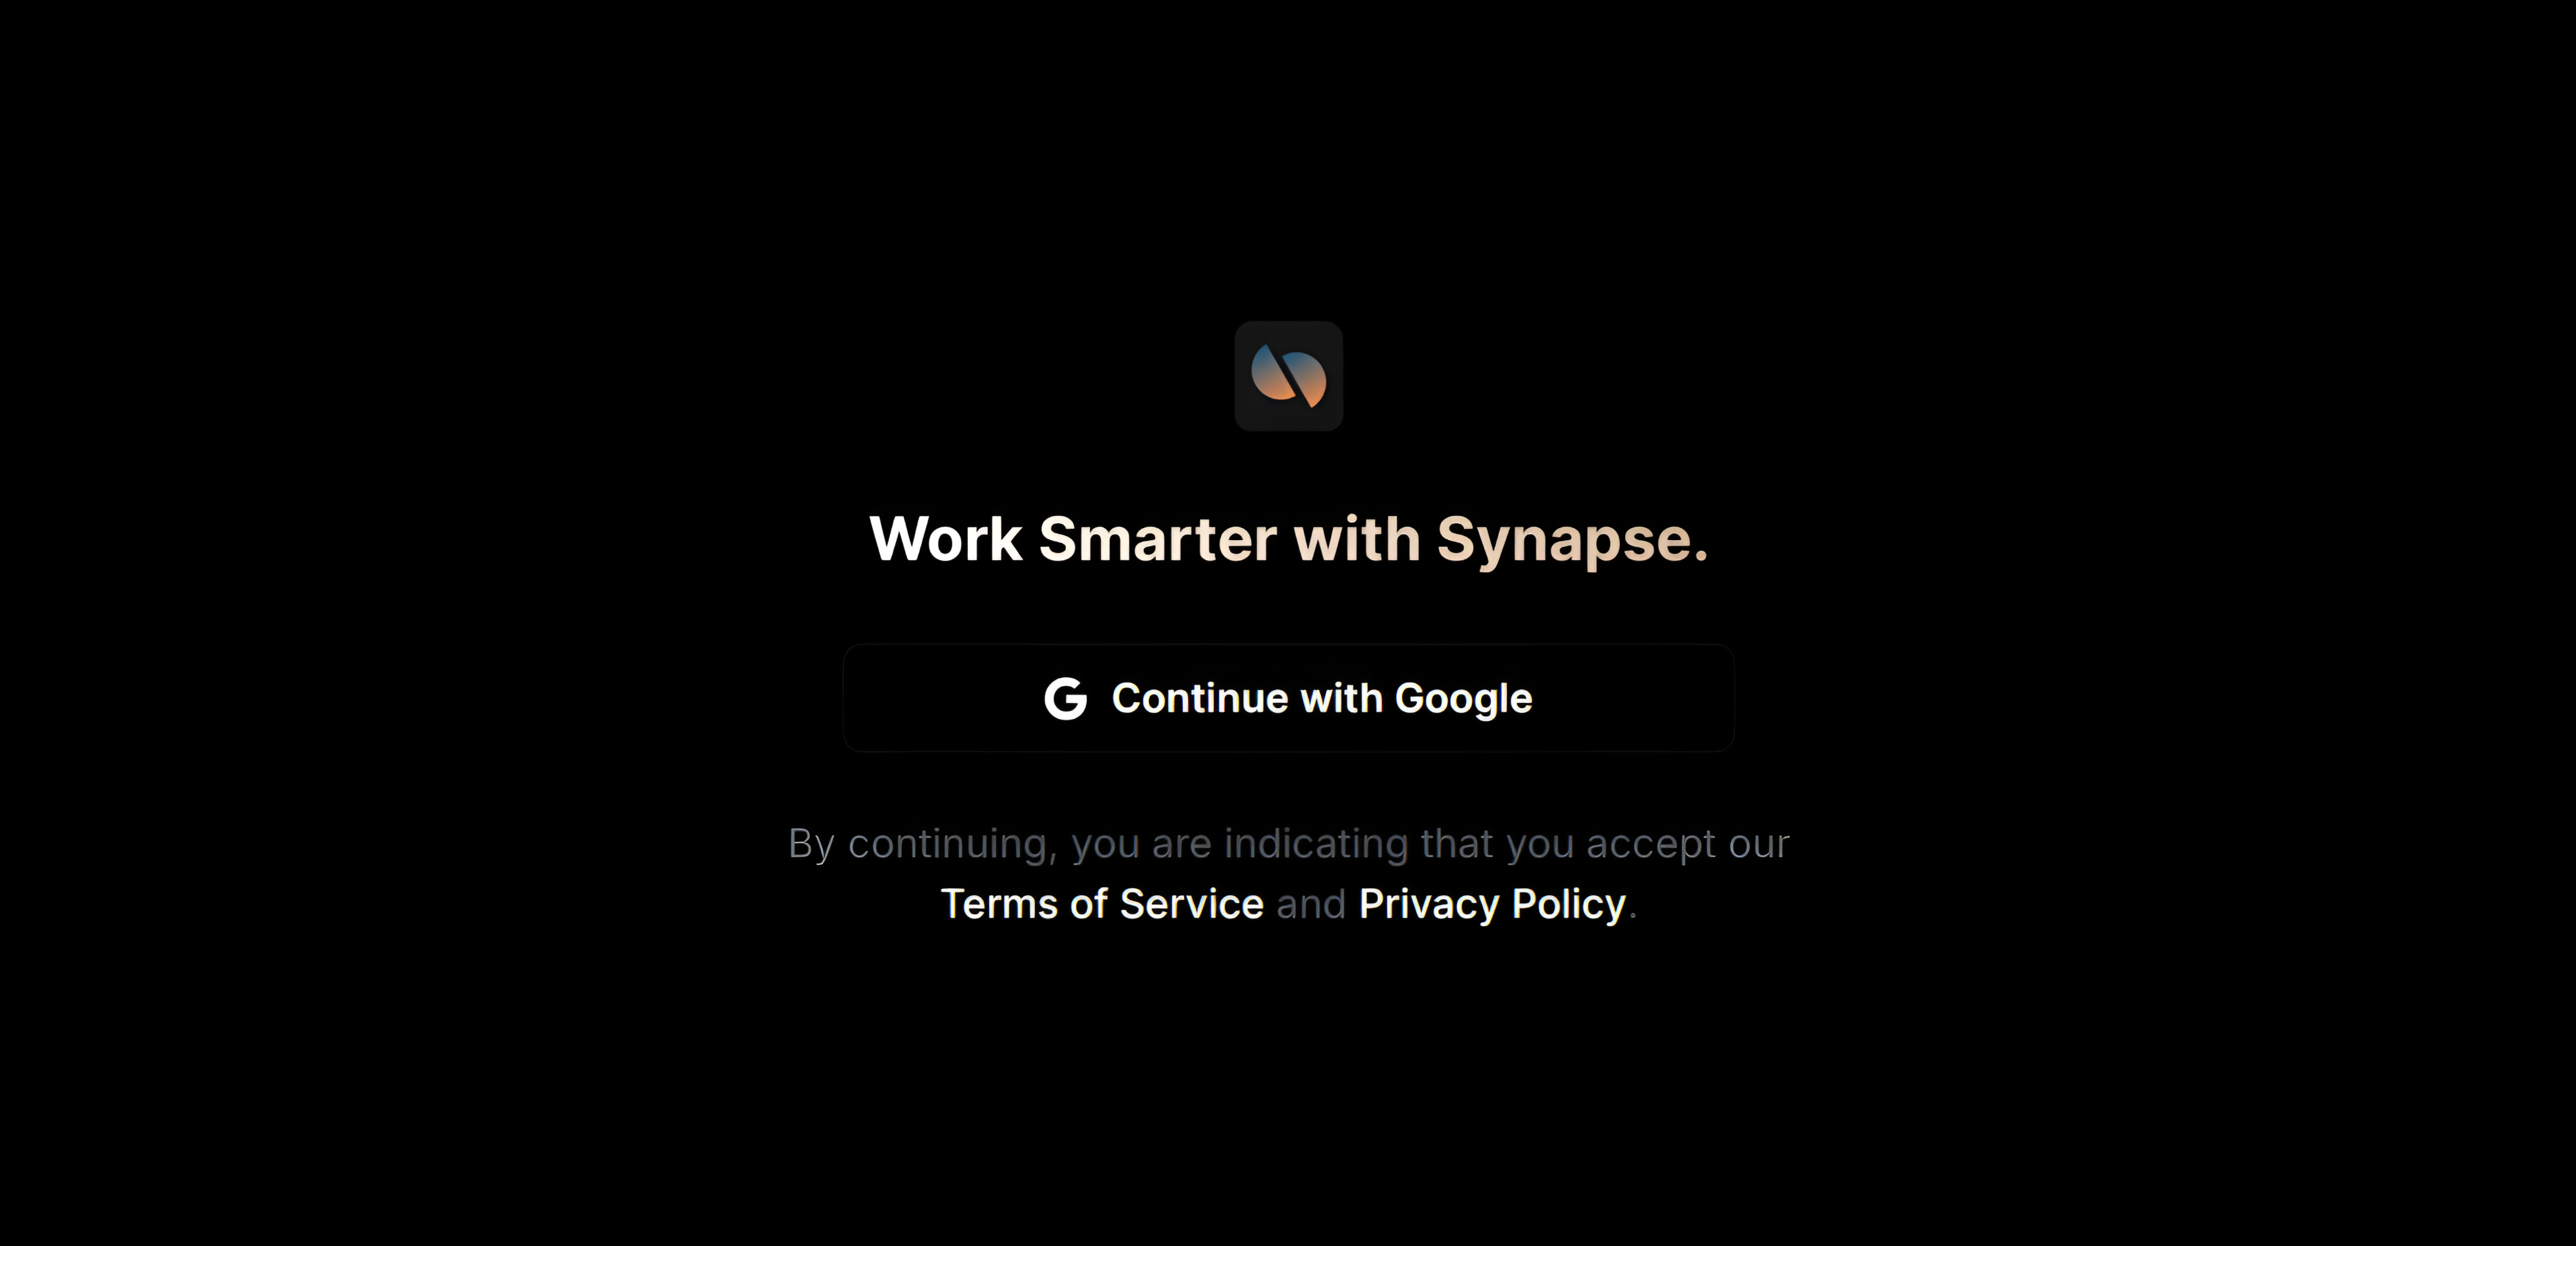 Work Smarter with Synapse.
Continue with Google
By continuing, you are indicating that you accept our
Terms of Service and Privacy Policy.